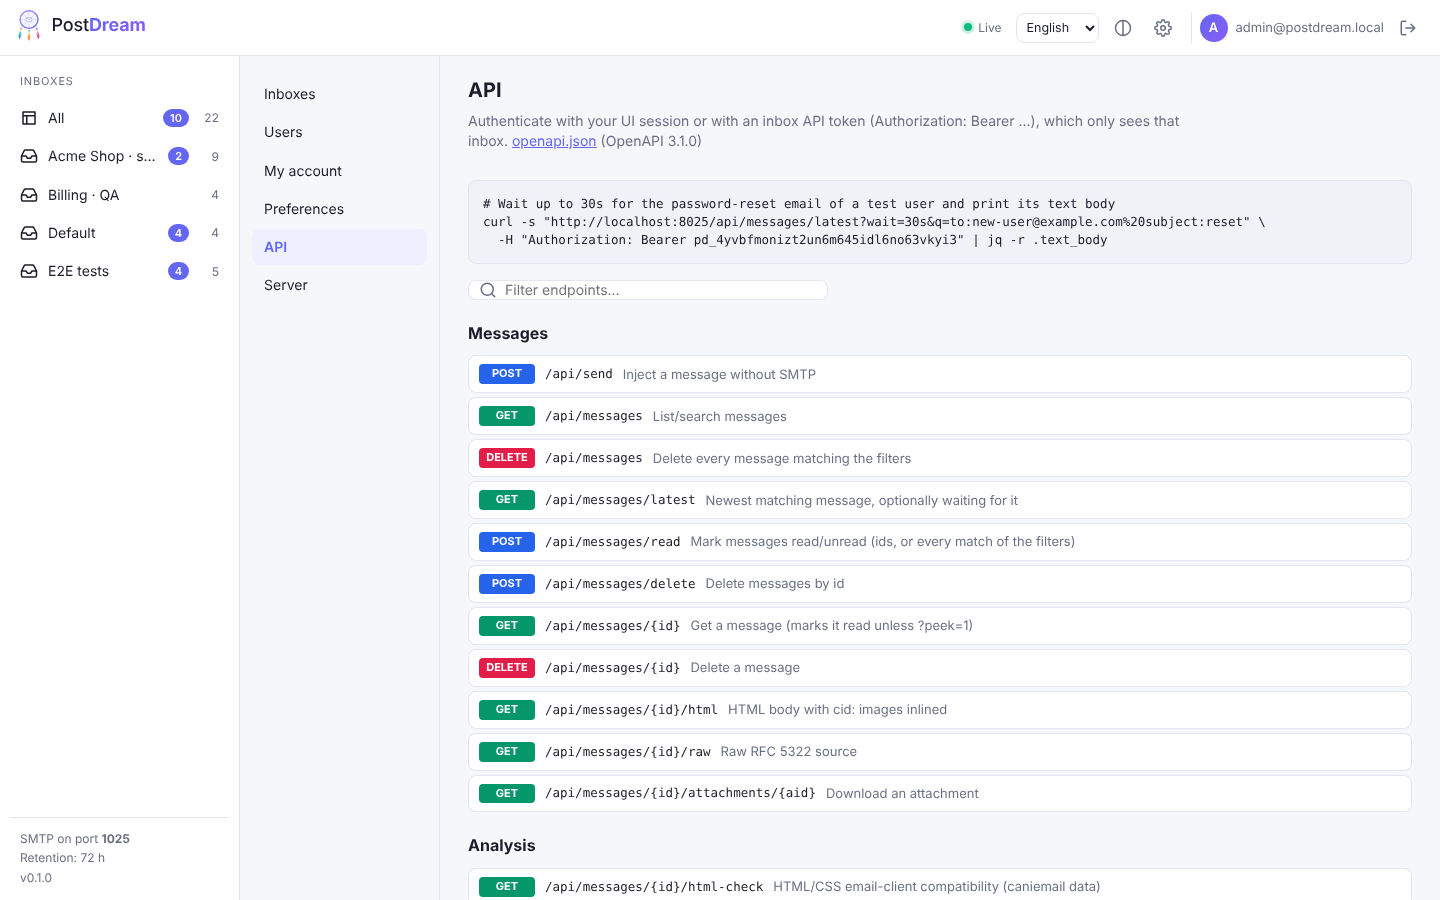 PostDream
Live
English
A
admin@postdream.local
INBOXES
All 10 22
Acme Shop · s... 2 9
Billing · QA 4
Default 4 4
E2E tests 4 5
SMTP on port 1025
Retention: 72 h
v0.1.0
Inboxes
Users
My account
Preferences
API
Server
API
Authenticate with your UI session or with an inbox API token (Authorization: Bearer ...), which only sees that
inbox. openapi.json (OpenAPI 3.1.0)
# Wait up to 30s for the password-reset email of a test user and print its text body
curl -s "http://localhost:8025/api/messages/latest?wait=30s&q=to:new-user@example.com%20subject:reset" \
-H "Authorization: Bearer pd_4yvbfmonizt2un6m645idl6no63vkyi3" | jq -r .text_body
Filter endpoints...
Messages
POST /api/send Inject a message without SMTP
GET /api/messages List/search messages
DELETE /api/messages Delete every message matching the filters
GET /api/messages/latest Newest matching message, optionally waiting for it
POST /api/messages/read Mark messages read/unread (ids, or every match of the filters)
POST /api/messages/delete Delete messages by id
GET /api/messages/{id} Get a message (marks it read unless ?peek=1)
DELETE /api/messages/{id} Delete a message
GET /api/messages/{id}/html HTML body with cid: images inlined
GET /api/messages/{id}/raw Raw RFC 5322 source
GET /api/messages/{id}/attachments/{aid} Download an attachment
Analysis
GET /api/messages/{id}/html-check HTML/CSS email-client compatibility (caniemail data)